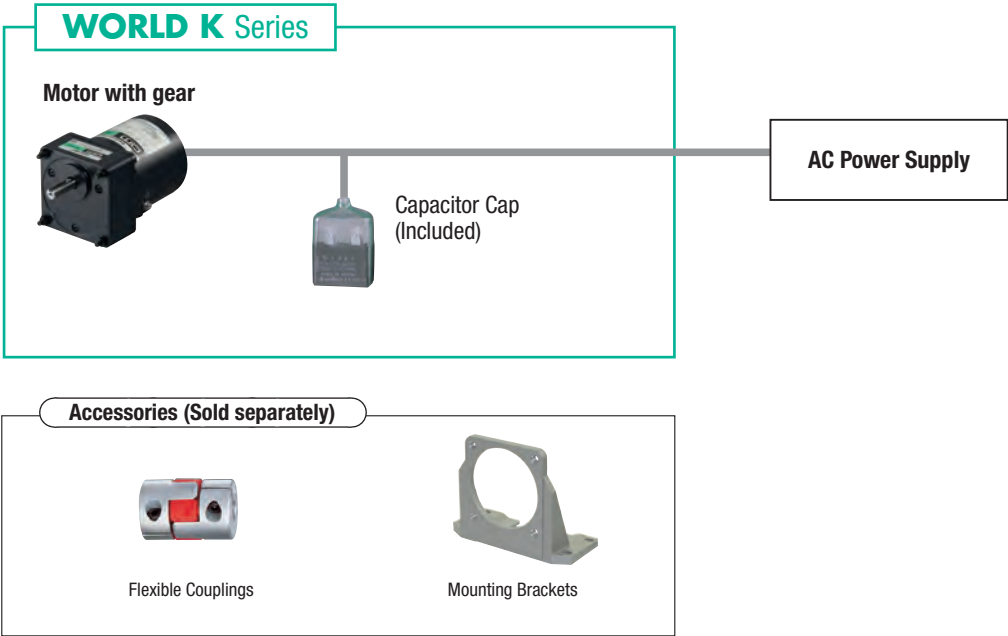 WORLD K Series
Motor with gear
AC Power Supply
Capacitor Cap
(Included)
Accessories (Sold separately)
Flexible Couplings
Mounting Brackets